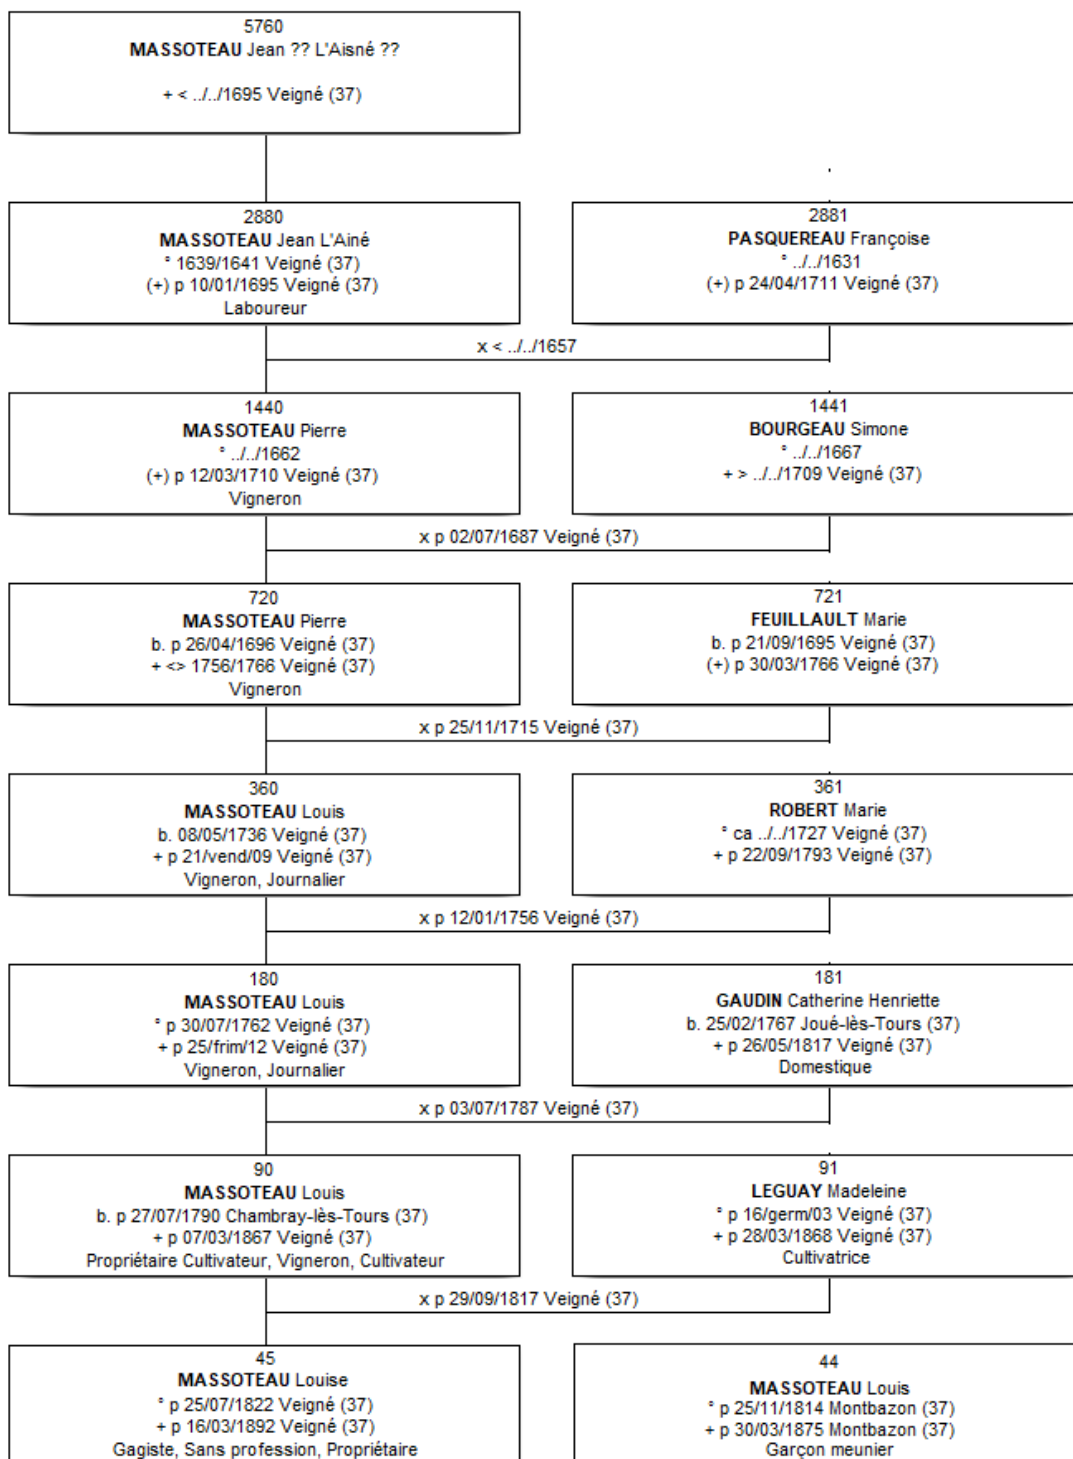 5760
MASSOTEAU Jean ?? L'Aisné ??
+ < ../../1695 Veigné (37)
2880
MASSOTEAU Jean L'Ainé
° 1639/1641 Veigné (37)
(+) p 10/01/1695 Veigné (37)
Laboureur
2881
PASQUEREAU Françoise
° ../../1631
(+) p 24/04/1711 Veigné (37)
x < ../../1657
1440
MASSOTEAU Pierre
° ../../1662
(+) p 12/03/1710 Veigné (37)
Vigneron
1441
BOURGEAU Simone
° ../../1667
+ > ../../1709 Veigné (37)
x p 02/07/1687 Veigné (37)
720
MASSOTEAU Pierre
b. p 26/04/1696 Veigné (37)
+ <> 1756/1766 Veigné (37)
Vigneron
721
FEUILLAULT Marie
b. p 21/09/1695 Veigné (37)
(+) p 30/03/1766 Veigné (37)
x p 25/11/1715 Veigné (37)
360
MASSOTEAU Louis
b. 08/05/1736 Veigné (37)
+ p 21/vend/09 Veigné (37)
Vigneron, Journalier
361
ROBERT Marie
° ca ../../1727 Veigné (37)
+ p 22/09/1793 Veigné (37)
x p 12/01/1756 Veigné (37)
180
MASSOTEAU Louis
° p 30/07/1762 Veigné (37)
+ p 25/frim/12 Veigné (37)
Vigneron, Journalier
181
GAUDIN Catherine Henriette
b. 25/02/1767 Joué-lès-Tours (37)
+ p 26/05/1817 Veigné (37)
Domestique
x p 03/07/1787 Veigné (37)
90
MASSOTEAU Louis
b. p 27/07/1790 Chambray-lès-Tours (37)
+ p 07/03/1867 Veigné (37)
Propriétaire Cultivateur, Vigneron, Cultivateur
91
LEGUAY Madeleine
° p 16/germ/03 Veigné (37)
+ p 28/03/1868 Veigné (37)
Cultivatrice
x p 29/09/1817 Veigné (37)
45
MASSOTEAU Louise
° p 25/07/1822 Veigné (37)
+ p 16/03/1892 Veigné (37)
Gagiste, Sans profession, Propriétaire
44
MASSOTEAU Louis
° p 25/11/1814 Montbazon (37)
+ p 30/03/1875 Montbazon (37)
Garçon meunier